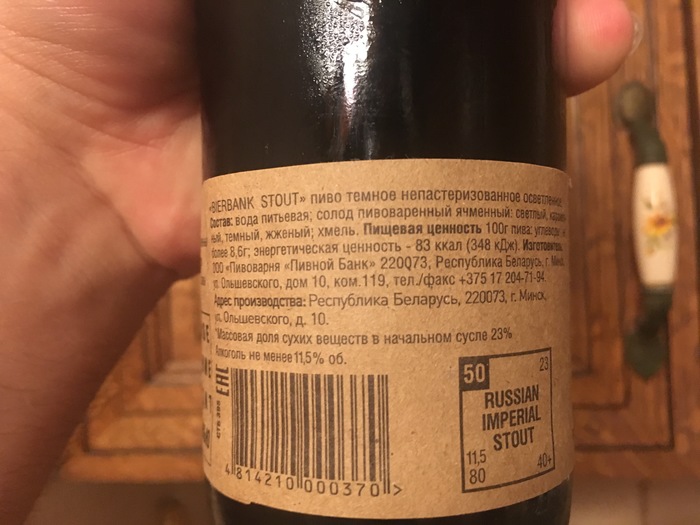 «BIERBANK STOUT» пиво темное непастеризованное осветленное
Состав: вода питьевая; солод пивоваренный ячменный: светлый,
ный, темный, жженый; хмель. Пищевая ценность 100г пива: углеводы не
более 8,6г; энергетическая ценность - 83 ккал (348 кДж). Изготовитель
ООО «Пивоварня «Пивной Банк» 220073, Республика Беларусь, г. Минск
ул. Ольшевского, дом 10, ком.119, тел./факс +375 17 204-71-94.
Адрес производства: Республика Беларусь, 220073, г. Минск.
ул. Ольшевского, д. 10.
*Массовая доля сухих веществ в начальном сусле 23%
Алкоголь не менее 11,5% об.
ЕАС
50 23
RUSSIAN
IMPERIAL
STOUT
11,5
80 40+
4 814210 000370 >